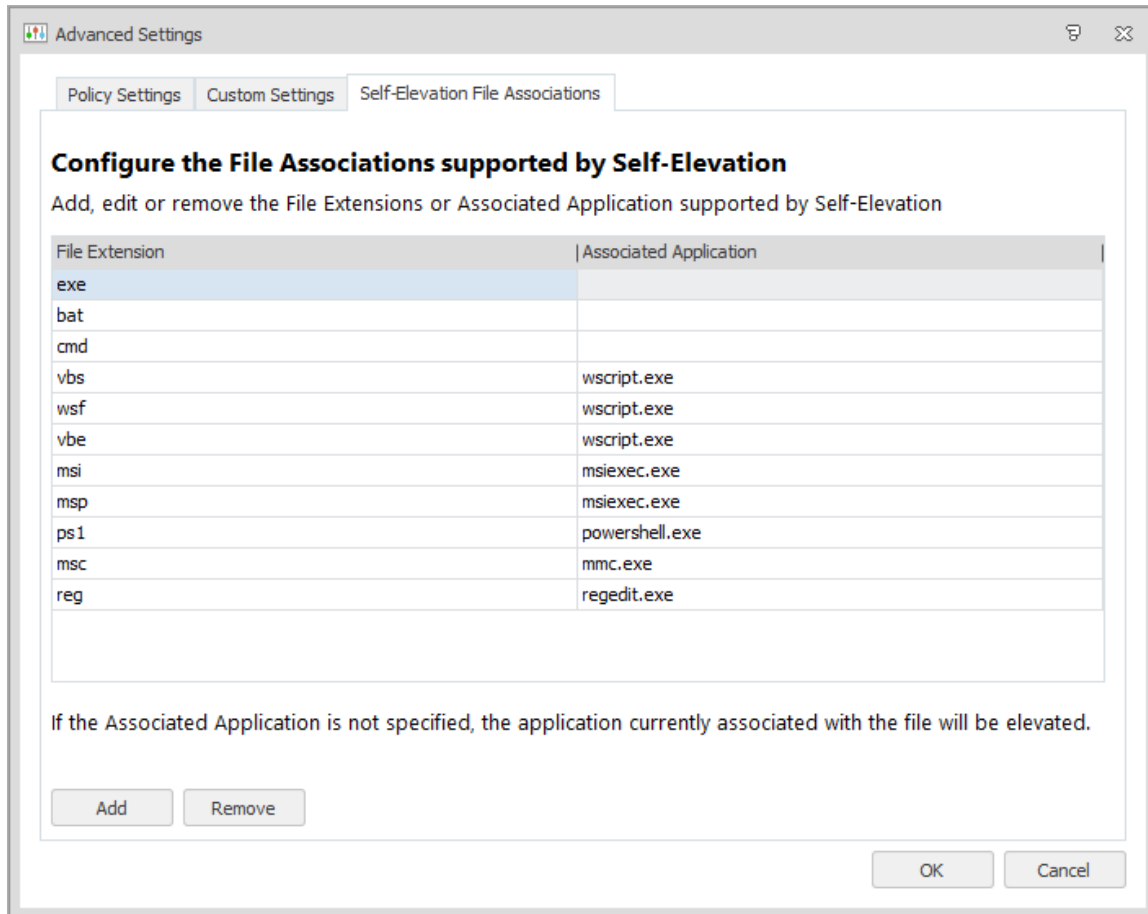 Advanced Settings
Policy Settings Custom Settings Self-Elevation File Associations
Configure the File Associations supported by Self-Elevation
Add, edit or remove the File Extensions or Associated Application supported by Self-Elevation
File Extension Associated Application
exe
bat
cmd
vbs wscript.exe
wsf wscript.exe
vbe wscript.exe
msi msiexec.exe
msp msiexec.exe
ps1 powershell.exe
msc mmc.exe
reg regedit.exe
If the Associated Application is not specified, the application currently associated with the file will be elevated.
Add Remove
OK Cancel